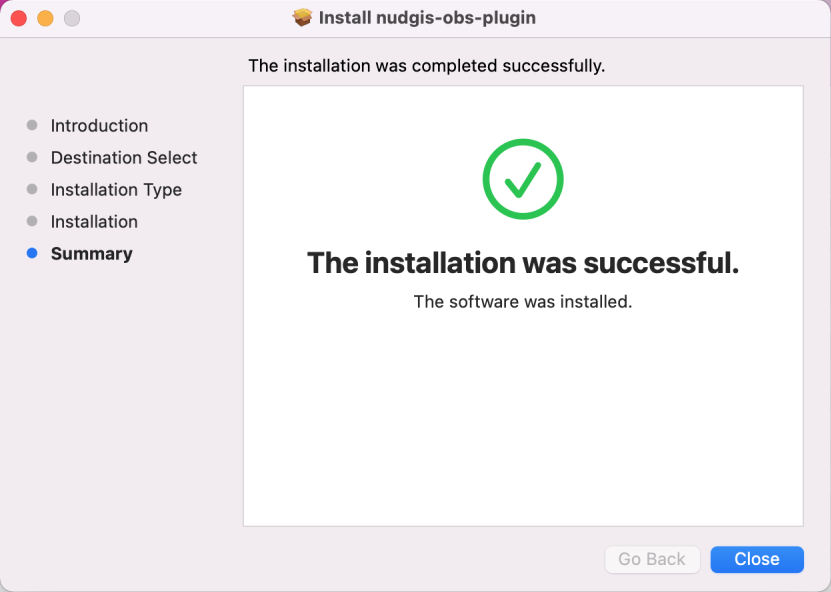 Install nudgis-obs-plugin
The installation was completed successfully.
Introduction
Destination Select
Installation Type
Installation
Summary
The installation was successful.
The software was installed.
Go Back
Close